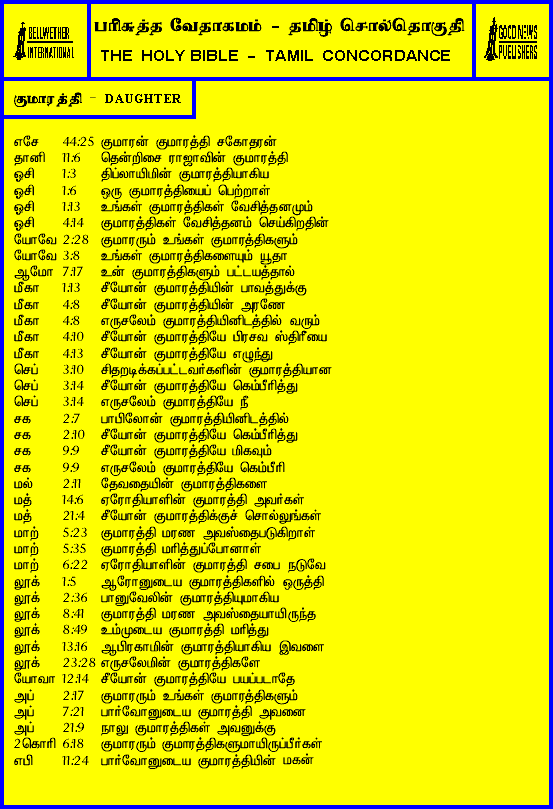 BELLWETHER INTERNATIONAL
பரிசுத்த வேதாகமம் - தமிழ் சொல்தொகுதி
THE HOLY BIBLE - TAMIL CONCORDANCE
GOOD NEWS PUBLISHERS
குமாரத்தி - DAUGHTER
எசே 44:25 குமாரன் குமாரத்தி சகோதரன்
தானி 11:6 தென்றிசை ராஜாவின் குமாரத்தி
ஓசி 1:3 திப்லாயிமின் குமாரத்தியாகிய
ஓசி 1:6 ஒரு குமாரத்தியைப் பெற்றாள்
ஓசி 1:13 உங்கள் குமாரத்திகள் வேசித்தனமும்
ஓசி 4:14 குமாரத்திகள் வேசித்தனம் செய்கிறதின்
யோவே 2:28 குமாரரும் உங்கள் குமாரத்திகளும்
யோவே 3:8 உங்கள் குமாரத்திகளையும் யூதா
ஆமோ 7:17 உன் குமாரத்திகளும் பட்டயத்தால்
மீகா 1:13 சீயோன் குமாரத்தியின் பாவத்துக்கு
மீகா 4:8 சீயோன் குமாரத்தியின் அரணே
மீகா 4:8 எருசலேம் குமாரத்தியினிடத்தில் வரும்
மீகா 4:10 சீயோன் குமாரத்தியே பிரசவ ஸ்திரீயை
மீகா 4:13 சீயோன் குமாரத்தியே எழுந்து
செப் 3:10 சிதறடிக்கப்பட்டவர்களின் குமாரத்தியான
செப் 3:14 சீயோன் குமாரத்தியே கெம்பீரித்து
செப் 3:14 எருசலேம் குமாரத்தியே நீ
சக 2:7 பாபிலோன் குமாரத்தியினிடத்தில்
சக 2:10 சீயோன் குமாரத்தியே கெம்பீரித்து
சக 9:9 சீயோன் குமாரத்தியே மிகவும்
சக 9:9 எருசலேம் குமாரத்தியே கெம்பீரி
மல் 2:11 தேவதையின் குமாரத்திகளை
மத் 14:6 ஏரோதியாளின் குமாரத்தி அவர்கள்
மத் 21:4 சீயோன் குமாரத்திக்குச் சொல்லுங்கள்
மாற் 5:23 குமாரத்தி மரண அவஸ்தைபடுகிறாள்
மாற் 5:35 குமாரத்தி மரித்துப்போனாள்
மாற் 6:22 ஏரோதியாளின் குமாரத்தி சபை நடுவே
லூக் 1:5 ஆரோனுடைய குமாரத்திகளில் ஒருத்தி
லூக் 2:36 பானுவேலின் குமாரத்தியுமாகிய
லூக் 8:41 குமாரத்தி மரண அவஸ்தையாயிருந்த
லூக் 8:49 உம்முடைய குமாரத்தி மரித்து
லூக் 13:16 ஆபிரகாமின் குமாரத்தியாகிய இவளை
லூக் 23:28 எருசலேமின் குமாரத்திகளே
யோவா 12:14 சீயோன் குமாரத்தியே பயப்படாதே
அப் 2:17 குமாரரும் உங்கள் குமாரத்திகளும்
அப் 7:21 பார்வோனுடைய குமாரத்தி அவனை
அப் 21:9 நாலு குமாரத்திகள் அவனுக்கு
2கொரி 6:18 குமாரரும் குமாரத்திகளுமாயிருப்பீர்கள்
எபி 11:24 பார்வோனுடைய குமாரத்தியின் மகன்